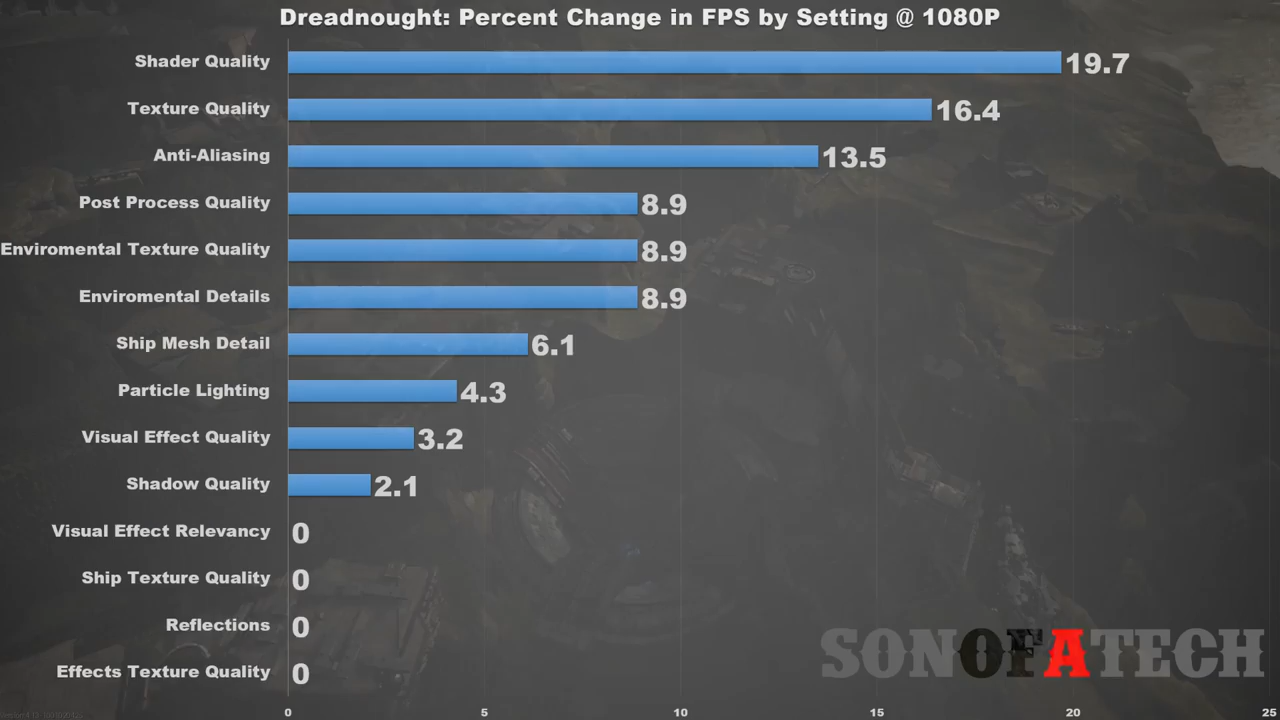 Dreadnought: Percent Change in FPS by Setting @ 1080P
Shader Quality 19.7
Texture Quality 16.4
Anti-Aliasing 13.5
Post Process Quality 8.9
Enviromental Texture Quality 8.9
Enviromental Details 8.9
Ship Mesh Detail 6.1
Particle Lighting 4.3
Visual Effect Quality 3.2
Shadow Quality 2.1
Visual Effect Relevancy 0
Ship Texture Quality 0
Reflections 0
Effects Texture Quality 0
SONOFATECH
0 5 10 15 20 25